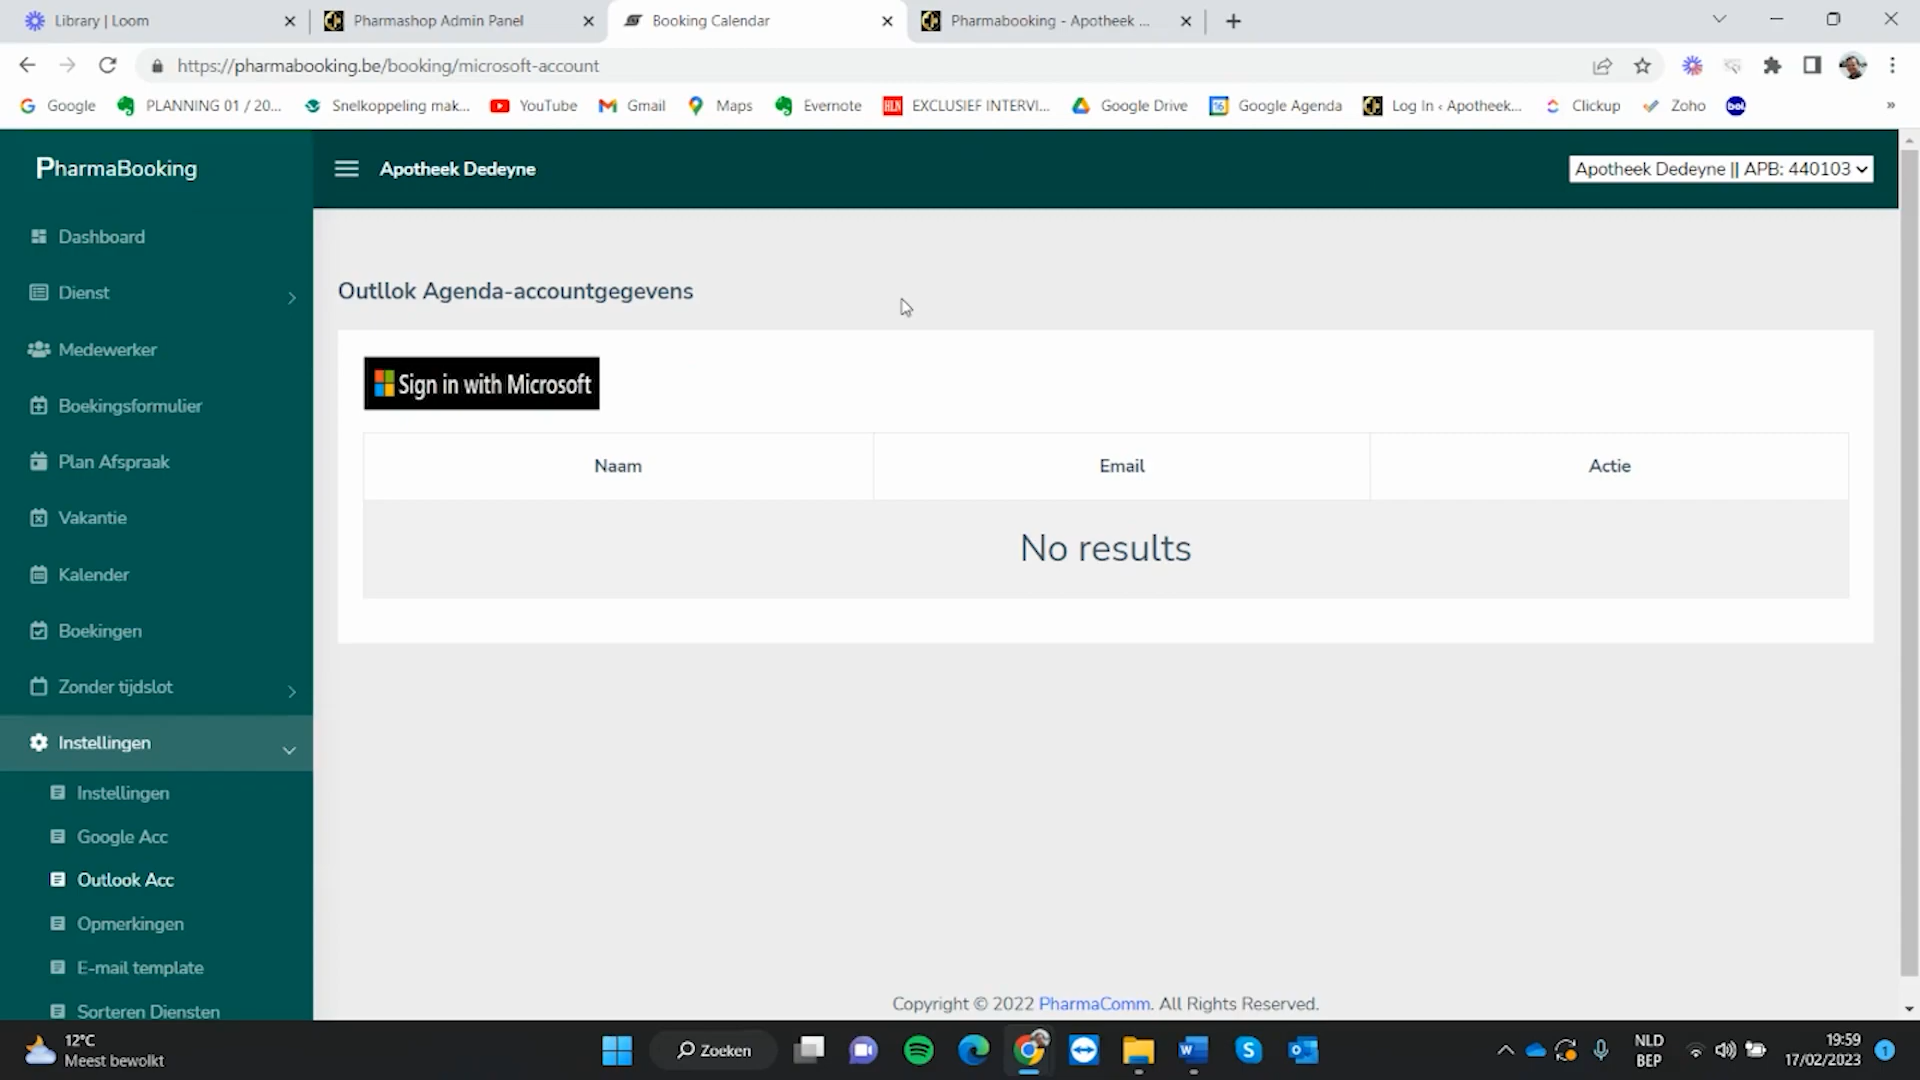 Library | Loom
Pharmashop Admin Panel
Booking Calendar
Pharmabooking - Apotheek ...
https://pharmabooking.be/booking/microsoft-account
Google
PLANNING 01 / 20...
Snelkoppeling mak...
YouTube
Gmail
Maps
Evernote
HLN
EXCLUSIEF INTERVI...
Google Drive
16
Google Agenda
Log In ‹ Apotheek...
Clickup
Zoho
bol
»
PharmaBooking
Apotheek Dedeyne
Apotheek Dedeyne || APB: 440103
Dashboard
Dienst
Medewerker
Boekingsformulier
Plan Afspraak
Vakantie
Kalender
Boekingen
Zonder tijdslot
Instellingen
Instellingen
Google Acc
Outlook Acc
Opmerkingen
E-mail template
Sorteren Diensten
Outllok Agenda-accountgegevens
Sign in with Microsoft
Naam
Email
Actie
No results
Copyright © 2022 PharmaComm. All Rights Reserved.
12°C
Meest bewolkt
Zoeken
NLD
BEP
19:59
17/02/2023
1